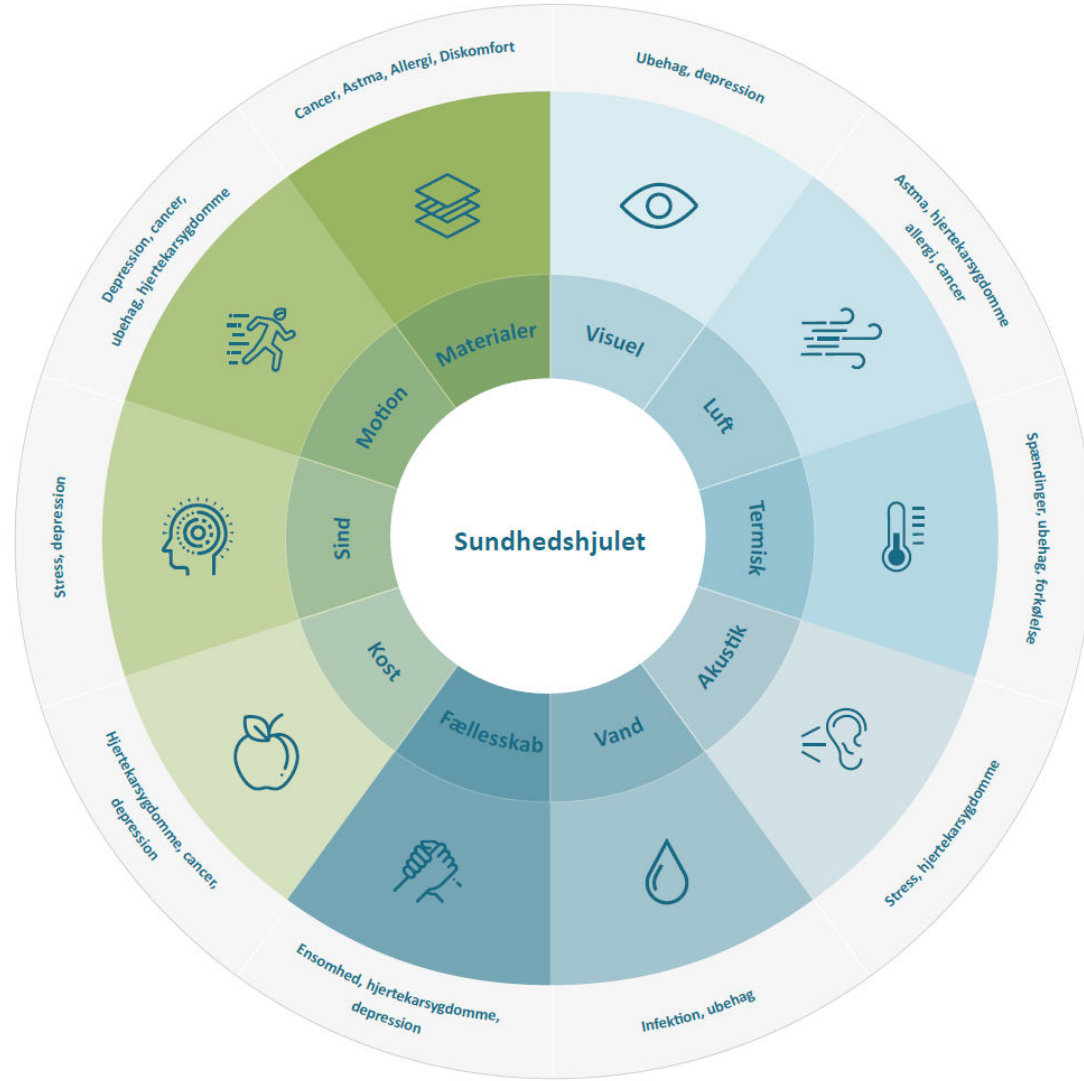 Sundhedshjulet
Visuel
Ubehag, depression
Luft
Astma, hjertekarsygdomme
allergi, cancer
Termisk
Spændinger, ubehag, forkølelse
Akustik
Stress, hjertekarsygdomme
Vand
Infektion, ubehag
Fællesskab
Ensomhed, hjertekarsygdomme,
depression
Kost
Hjertekarsygdomme, cancer,
depression
Sind
Stress, depression
Motion
Depression, cancer,
ubehag, hjertekarsygdomme
Materialer
Cancer, Astma, Allergi, Diskomfort